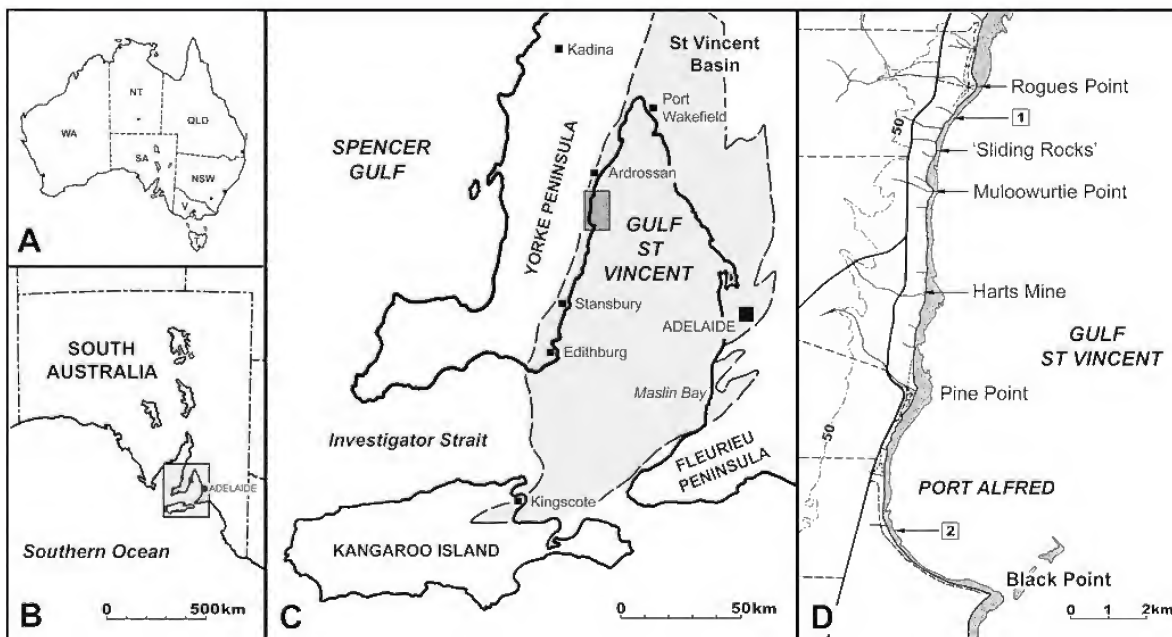 WA
NT
SA
QLD
NSW
V
T
A
SOUTH
AUSTRALIA
ADELAIDE
Southern Ocean
B
0
500km
Kadina
St Vincent
Basin
Port
Wakefield
SPENCER
GULF
YORKE PENINSULA
Ardrossan
GULF
ST
VINCENT
Stansbury
ADELAIDE
Edithburg
Maslin Bay
Investigator Strait
FLEURIEU
PENINSULA
Kingscote
KANGAROO ISLAND
C
0
50km
Rogues Point
1
50
'Sliding Rocks'
Muloowurtie Point
Harts Mine
GULF
ST VINCENT
Pine Point
50
PORT ALFRED
2
Black Point
D
0 1 2km